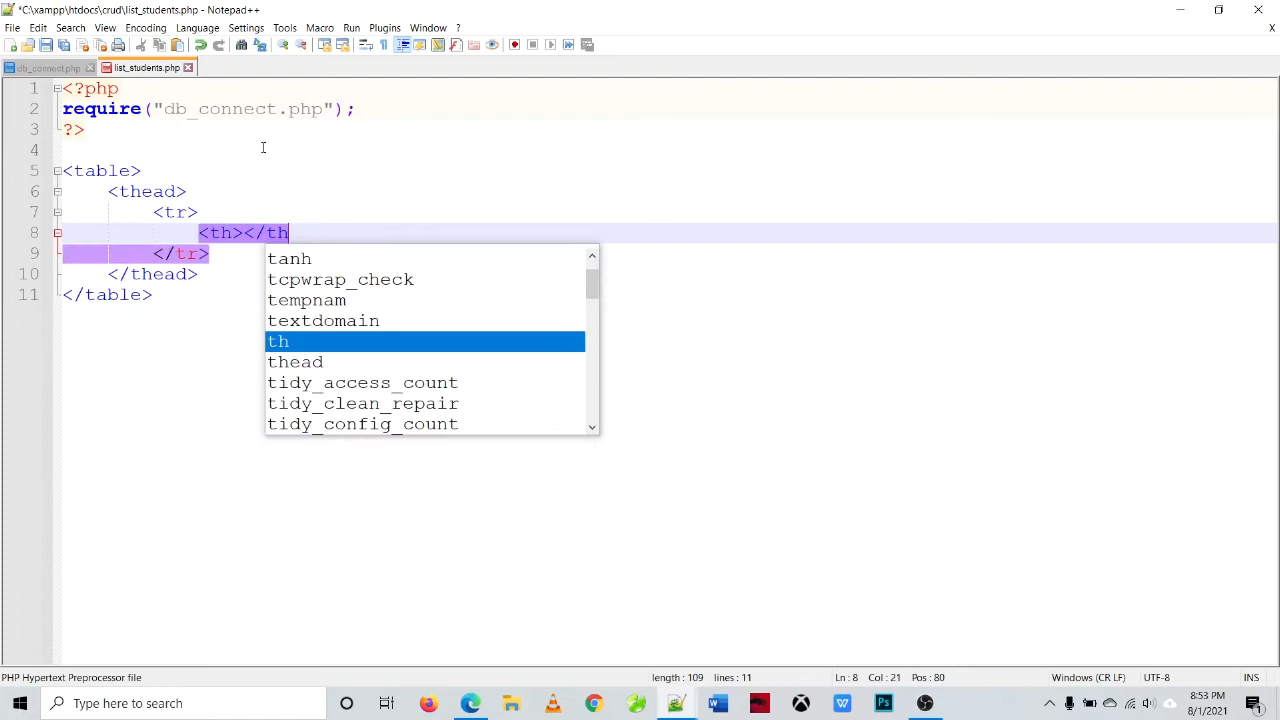 *C:\xampp\htdocs\crud\list_students.php - Notepad++
File Edit Search View Encoding Language Settings Tools Macro Run Plugins Window ? X
db_connect.php list_students.php
1 <?php
2 require("db_connect.php");
3 ?>
4
5 <table>
6 <thead>
7 <tr>
8 <th></th
9 </tr>
10 </thead>
11 </table>
tanh
tcpwrap_check
tempnam
textdomain
th
thead
tidy_access_count
tidy_clean_repair
tidy_config_count
PHP Hypertext Preprocessor file length : 109 lines : 11 Ln : 8 Col : 21 Pos : 80 Windows (CR LF) UTF-8 INS
Type here to search
8:53 PM
8/1/2021